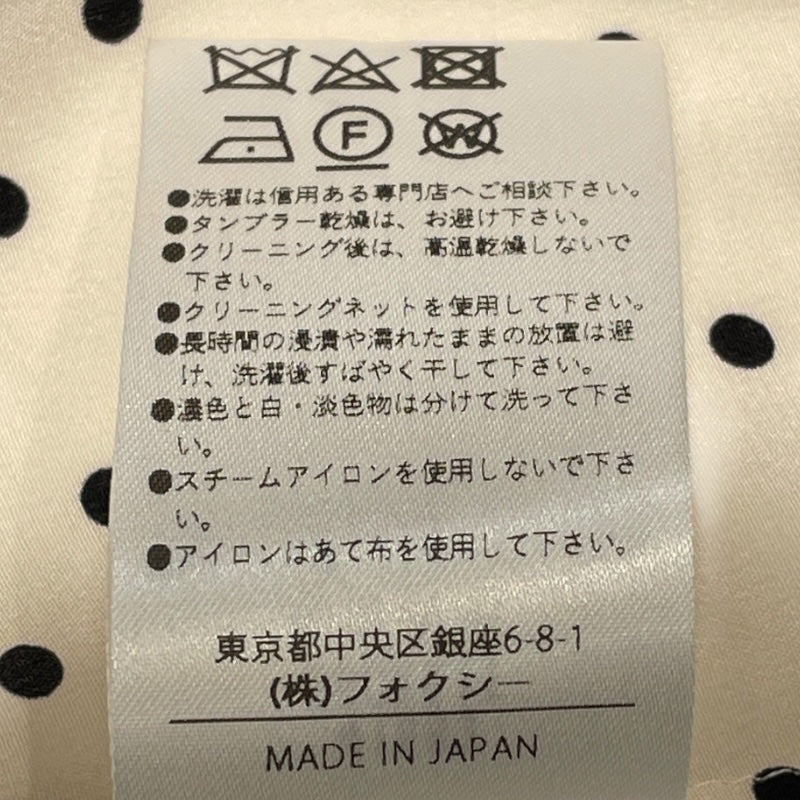 F
W
●洗濯は信用ある専門店へご相談下さい。
●タンブラー乾燥は、お避け下さい。
●クリーニング後は、高温乾燥しないで
下さい。
●クリーニングネットを使用して下さい。
●長時間の浸漬や濡れたままの放置は避
け、洗濯後すばやく干して下さい。
●濃色と白・淡色物は分けて洗って下さ
い。
●スチームアイロンを使用しないで下さ
い。
●アイロンはあて布を使用して下さい。
東京都中央区銀座6-8-1
(株)フォクシー
MADE IN JAPAN